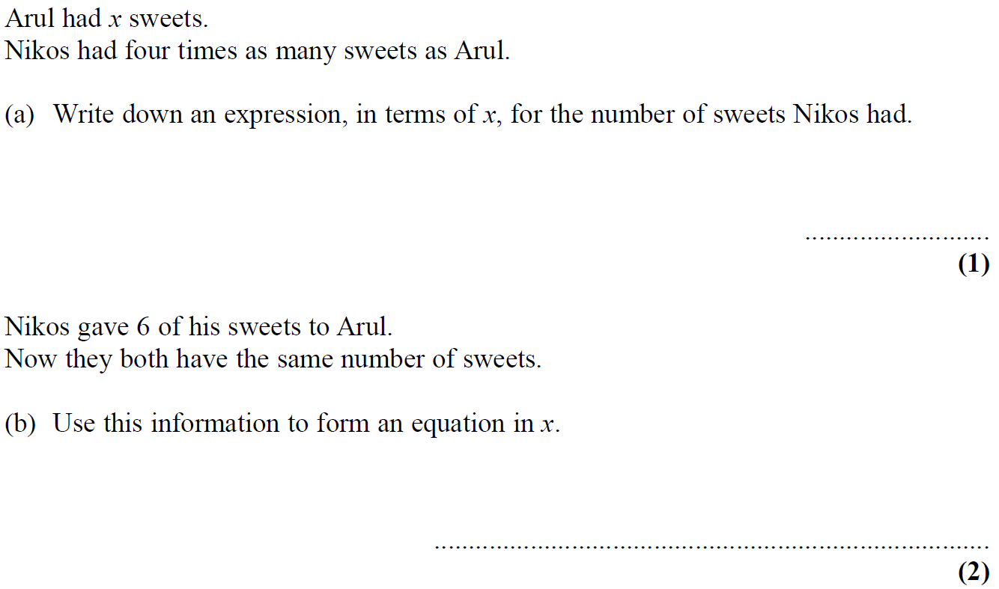 Arul had x sweets.
Nikos had four times as many sweets as Arul.
(a) Write down an expression, in terms of x, for the number of sweets Nikos had.
...........................
(1)
Nikos gave 6 of his sweets to Arul.
Now they both have the same number of sweets.
(b) Use this information to form an equation in x.
................................................................................
(2)